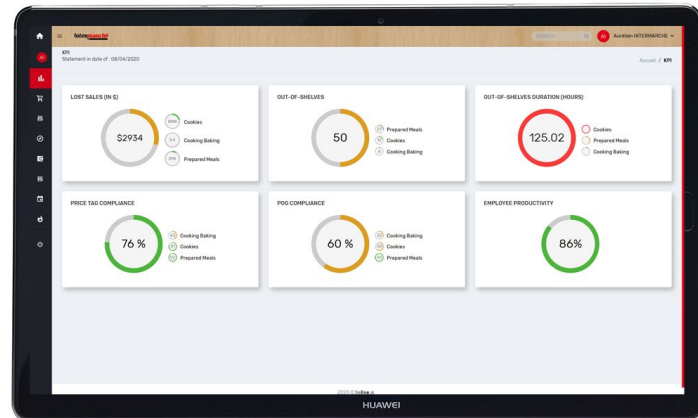 Intermarché
SEARCH
AI Aurélien INTERMARCHE
AI
KPI
Statement in date of : 09/04/2020
Accueil / KPI
LOST SALES (IN $)
$2934
Cookies
Cooking Baking
Prepared Meals
OUT-OF-SHELVES
50
Prepared Meals
Cookies
Cooking Baking
OUT-OF-SHELVES DURATION (HOURS)
125.02
Cookies
Prepared Meals
Cooking Baking
PRICE TAG COMPLIANCE
76 %
Cooking Baking
Cookies
Prepared Meals
POG COMPLIANCE
60 %
Cooking Baking
Cookies
Prepared Meals
EMPLOYEE PRODUCTIVITY
86%
HUAWEI